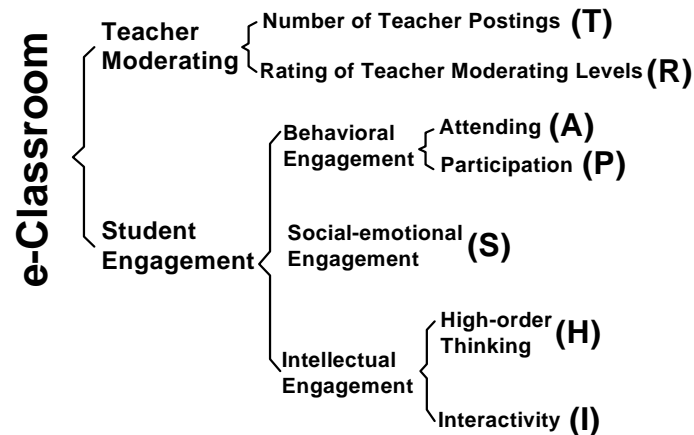 e-Classroom
Teacher
Moderating
Number of Teacher Postings (T)
Rating of Teacher Moderating Levels (R)
Student
Engagement
Behavioral
Engagement
Attending (A)
Participation (P)
Social-emotional
Engagement (S)
Intellectual
Engagement
High-order
Thinking (H)
Interactivity (I)